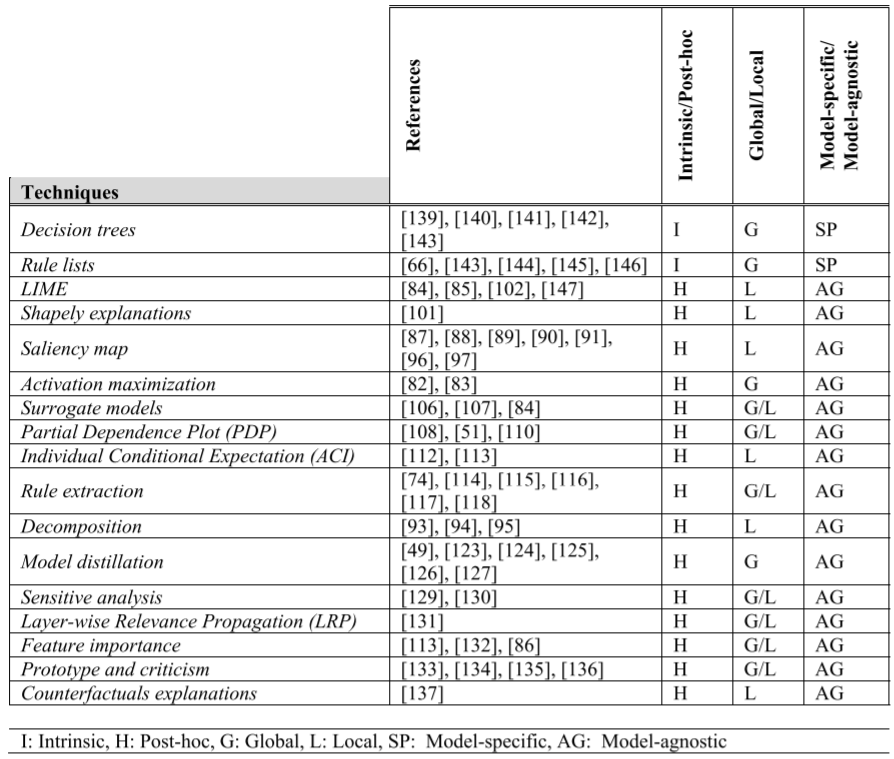 References
Intrinsic/Post-hoc
Global/Local
Model-specific/
Model-agnostic
Techniques
Decision trees [139], [140], [141], [142], I G SP
[143]
Rule lists [66], [143], [144], [145], [146] I G SP
LIME [84], [85], [102], [147] H L AG
Shapely explanations [101] H L AG
Saliency map [87], [88], [89], [90], [91], H L AG
[96], [97]
Activation maximization [82], [83] H G AG
Surrogate models [106], [107], [84] H G/L AG
Partial Dependence Plot (PDP) [108], [51], [110] H G/L AG
Individual Conditional Expectation (ACI) [112], [113] H L AG
Rule extraction [74], [114], [115], [116], H G/L AG
[117], [118]
Decomposition [93], [94], [95] H L AG
Model distillation [49], [123], [124], [125], H G AG
[126], [127]
Sensitive analysis [129], [130] H G/L AG
Layer-wise Relevance Propagation (LRP) [131] H G/L AG
Feature importance [113], [132], [86] H G/L AG
Prototype and criticism [133], [134], [135], [136] H G/L AG
Counterfactuals explanations [137] H L AG
I: Intrinsic, H: Post-hoc, G: Global, L: Local, SP: Model-specific, AG: Model-agnostic